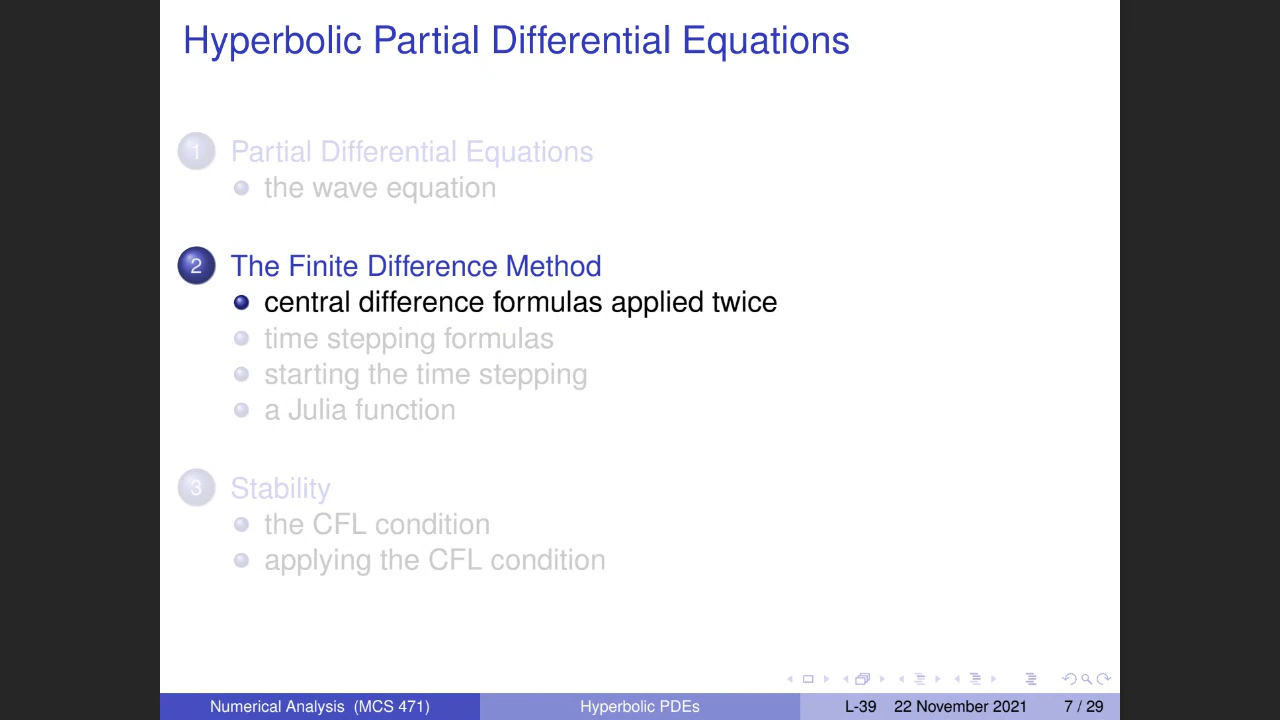 Hyperbolic Partial Differential Equations
1 Partial Differential Equations
the wave equation
2 The Finite Difference Method
central difference formulas applied twice
time stepping formulas
starting the time stepping
a Julia function
3 Stability
the CFL condition
applying the CFL condition
Numerical Analysis (MCS 471) Hyperbolic PDEs L-39 22 November 2021 7 / 29